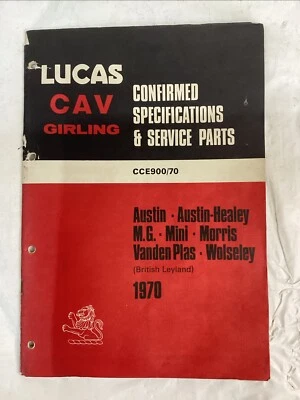 LUCAS
CAV
GIRLING
CONFIRMED
SPECIFICATIONS
& SERVICE PARTS
CCE900/70
Austin · Austin-Healey
M.G. · Mini · Morris
Vanden Plas · Wolseley
(British Leyland)
1970